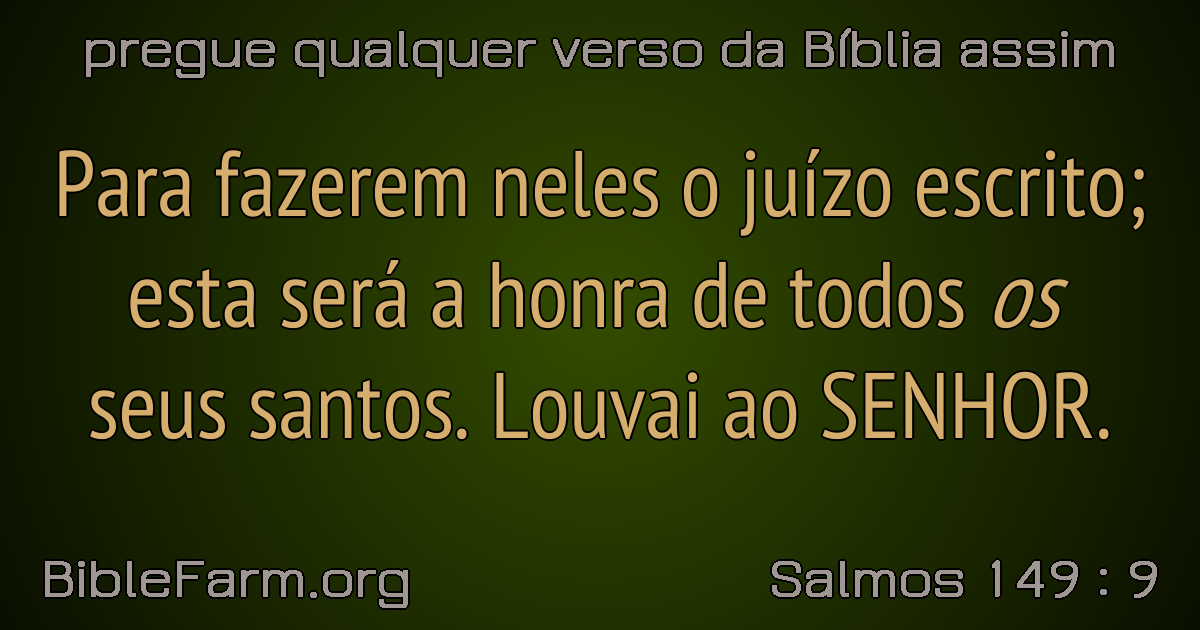 pregue qualquer verso da Bíblia assim
Para fazerem neles o juízo escrito;
esta será a honra de todos os
seus santos. Louvai ao SENHOR.
BibleFarm.org
Salmos 149 : 9